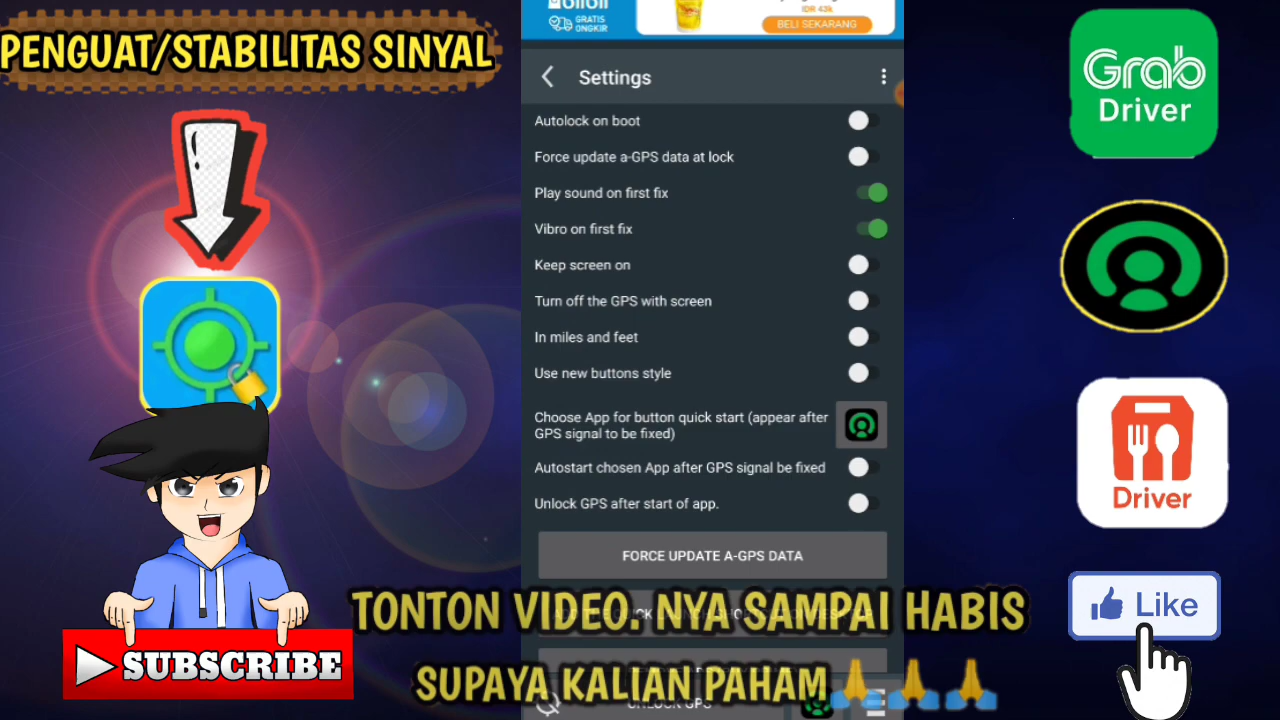 PENGUAT/STABILITAS SINYAL
GRATIS
ONGKIR
IDR 43k
BELI SEKARANG
Settings
Autolock on boot
Force update a-GPS data at lock
Play sound on first fix
Vibro on first fix
Keep screen on
Turn off the GPS with screen
In miles and feet
Use new buttons style
Choose App for button quick start (appear after
GPS signal to be fixed)
Autostart chosen App after GPS signal be fixed
Unlock GPS after start of app.
FORCE UPDATE A-GPS DATA
TONTON VIDEO. NYA SAMPAI HABIS
SUPAYA KALIAN PAHAM🙏🙏🙏
UNLOCK GPS
SUBSCRIBE
Grab
Driver
Driver
Like